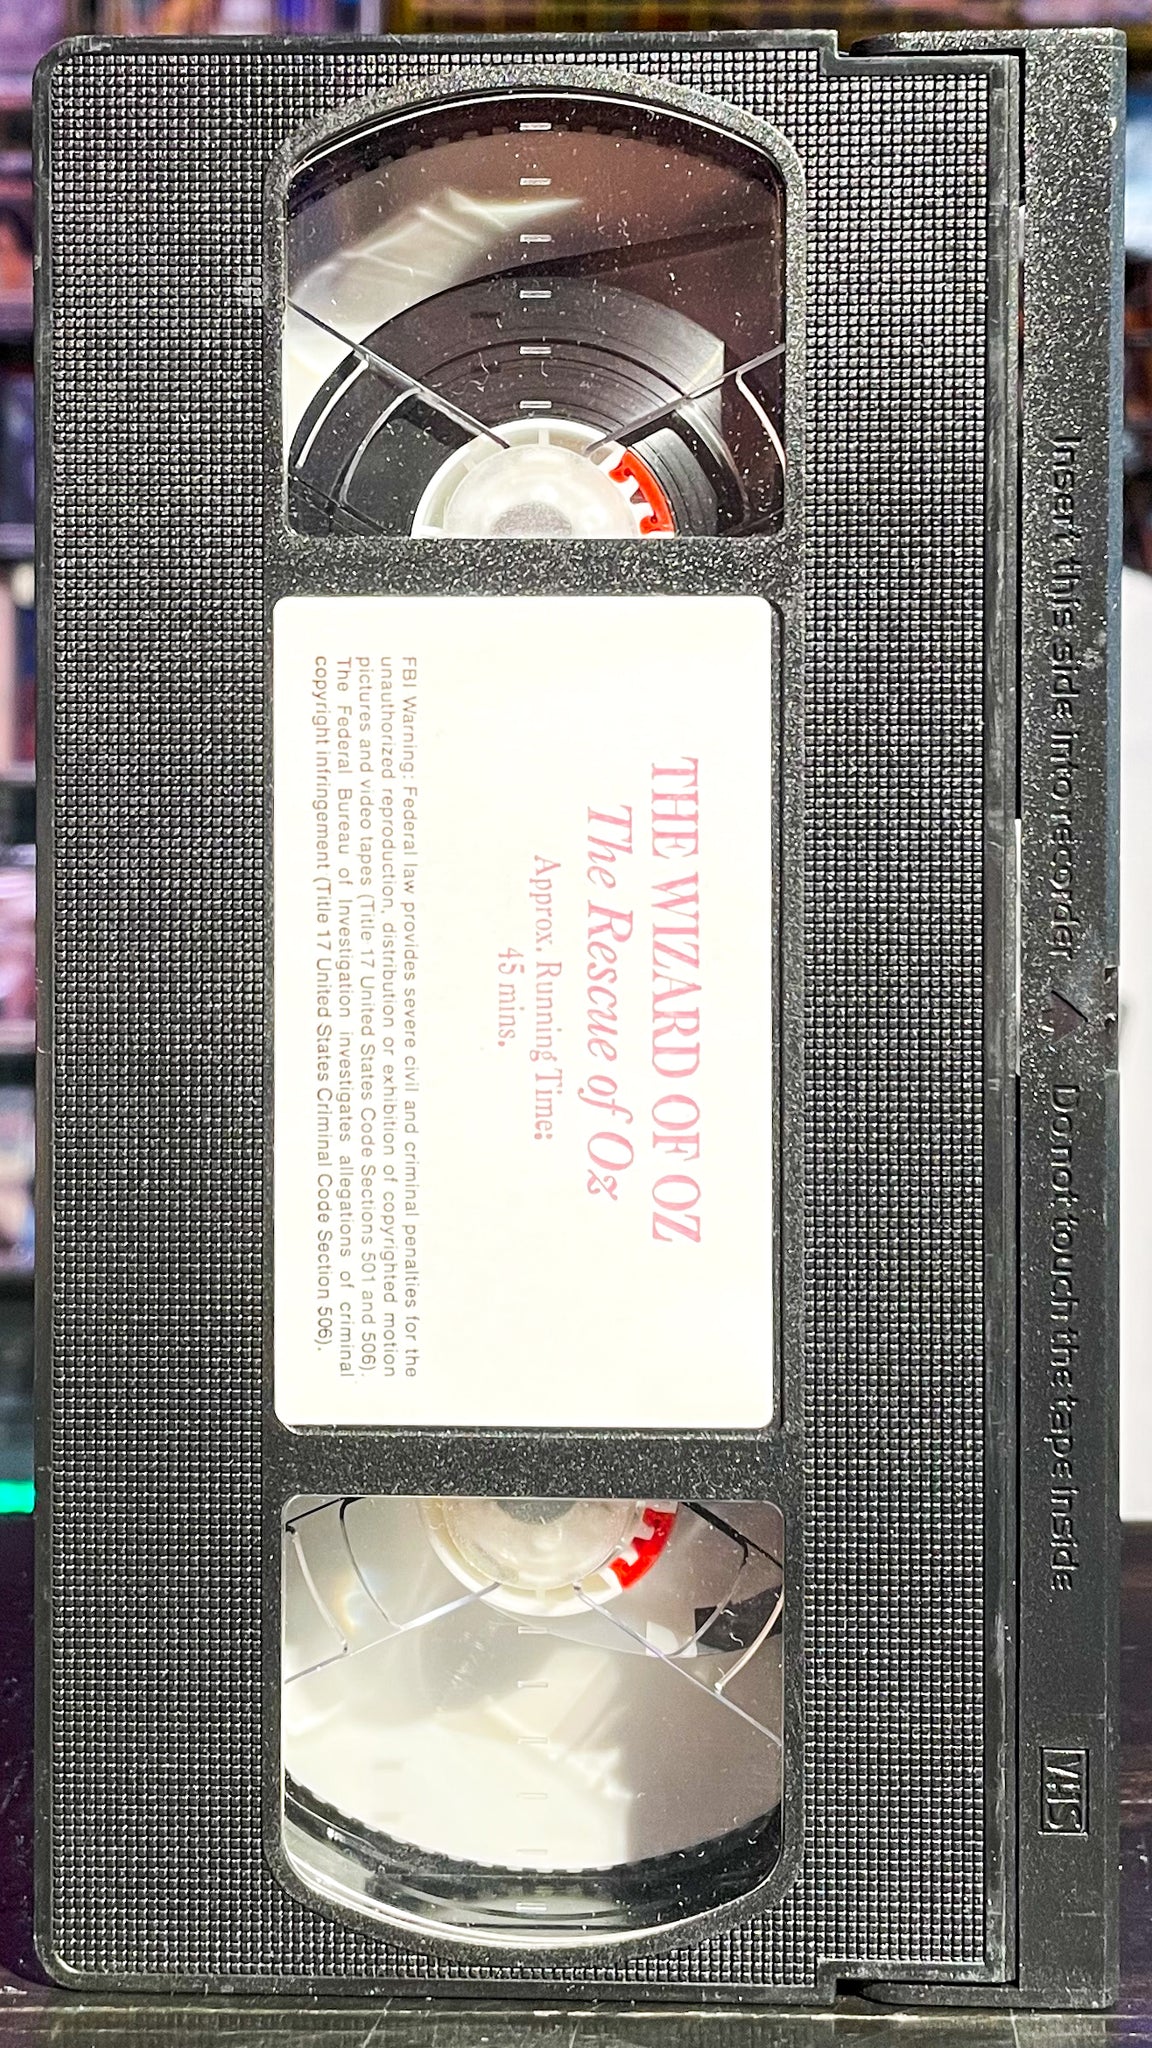 Insert this side into recorder △ Do not touch the tape inside
VHS
THE WIZARD OF OZ
The Rescue of Oz
Approx. Running Time:
45 mins.
FBI Warning: Federal law provides severe civil and criminal penalties for the
unauthorized reproduction, distribution or exhibition of copyrighted motion
pictures and video tapes (Title 17 United States Code Sections 501 and 506).
The Federal Bureau of Investigation investigates allegations of criminal
copyright infringement (Title 17 United States Criminal Code Section 506).